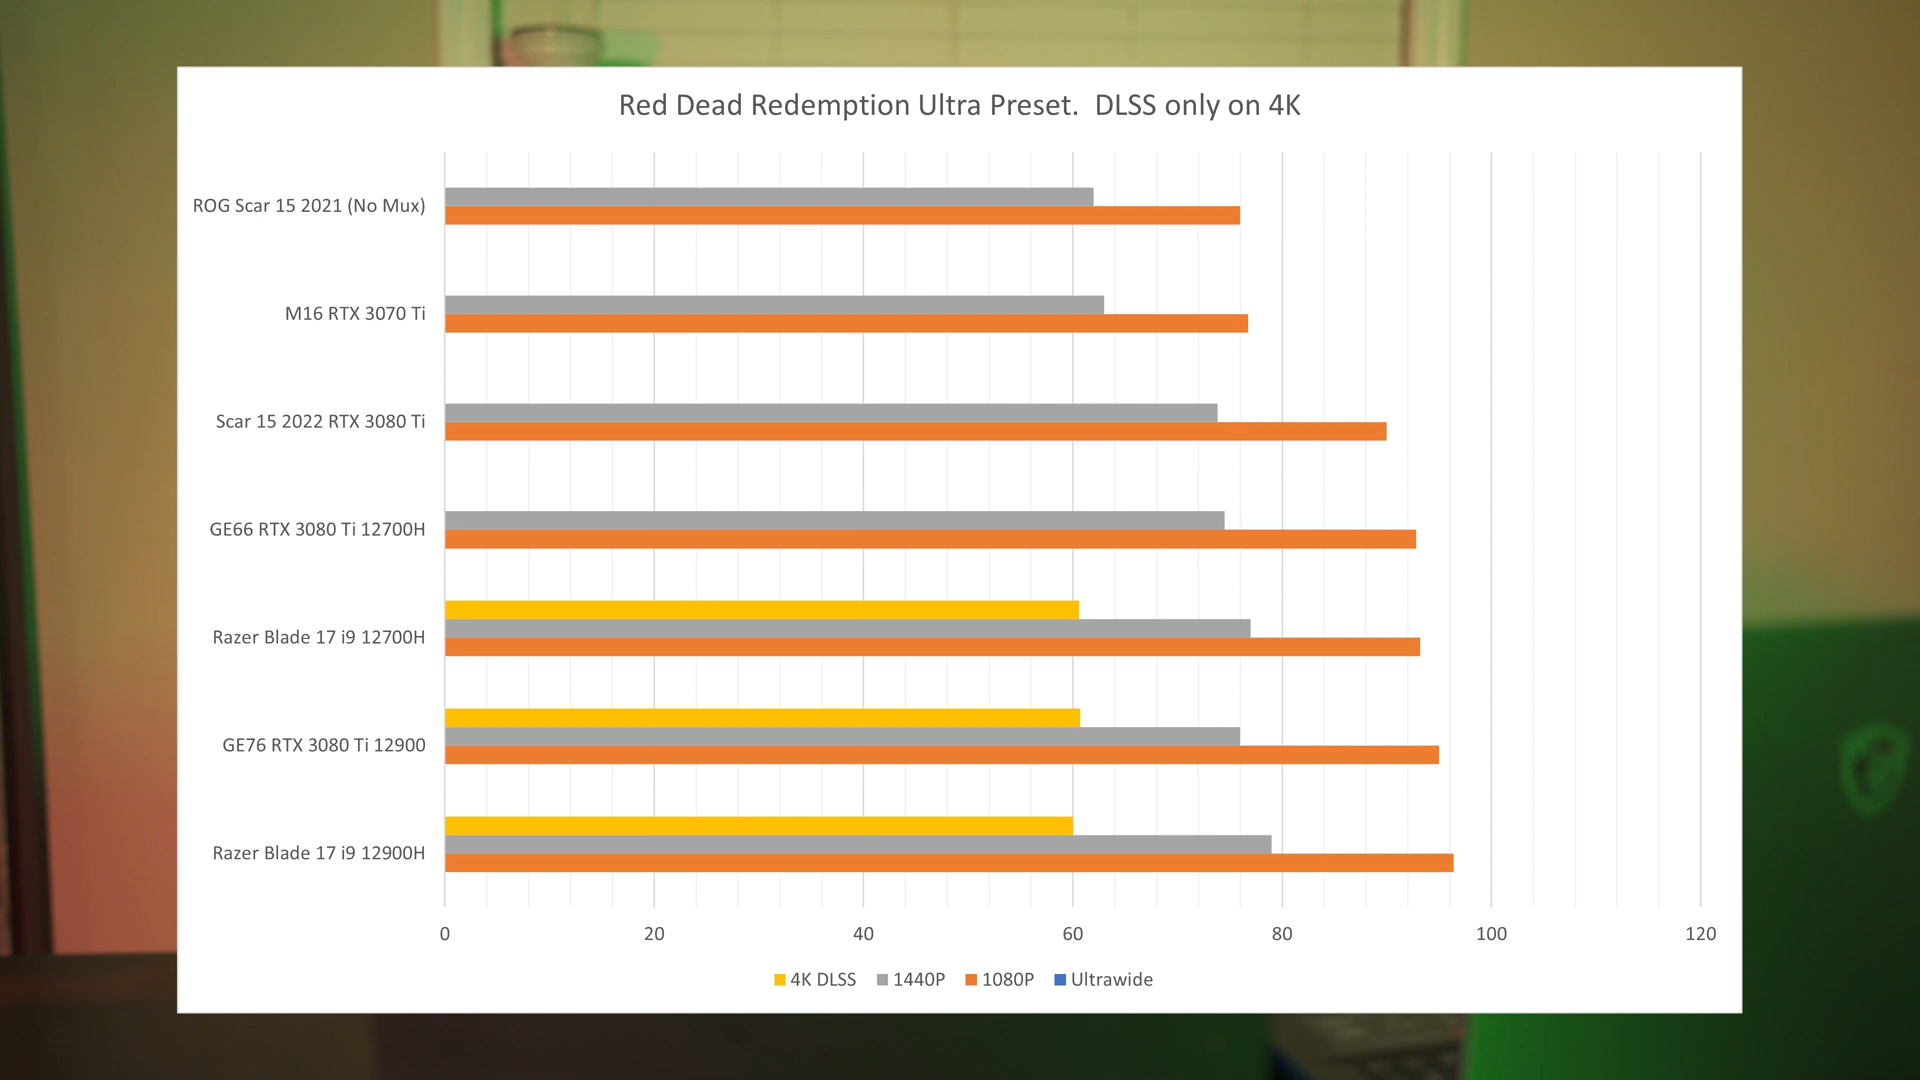 Red Dead Redemption Ultra Preset.  DLSS only on 4K
ROG Scar 15 2021 (No Mux)
M16 RTX 3070 Ti
Scar 15 2022 RTX 3080 Ti
GE66 RTX 3080 Ti 12700H
Razer Blade 17 i9 12700H
GE76 RTX 3080 Ti 12900
Razer Blade 17 i9 12900H
0 20 40 60 80 100 120
4K DLSS 1440P 1080P Ultrawide